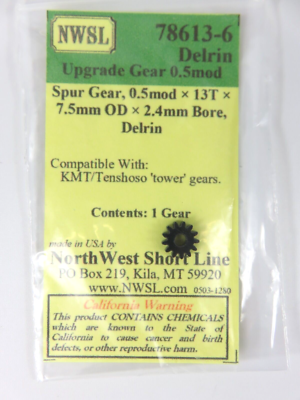 NWSL
78613-6
Delrin
Upgrade Gear 0.5mod
Spur Gear, 0.5mod × 13T ×
7.5mm OD × 2.4mm Bore,
Delrin
Compatible With:
KMT/Tenshoso 'tower' gears.
Contents: 1 Gear
made in USA by
NorthWest Short Line
PO Box 219, Kila, MT 59920
www.NWSL.com 0503-1280
California Warning
This product CONTAINS CHEMICALS
which are known to the State of
California to cause cancer and birth
defects, or other reproductive harm.